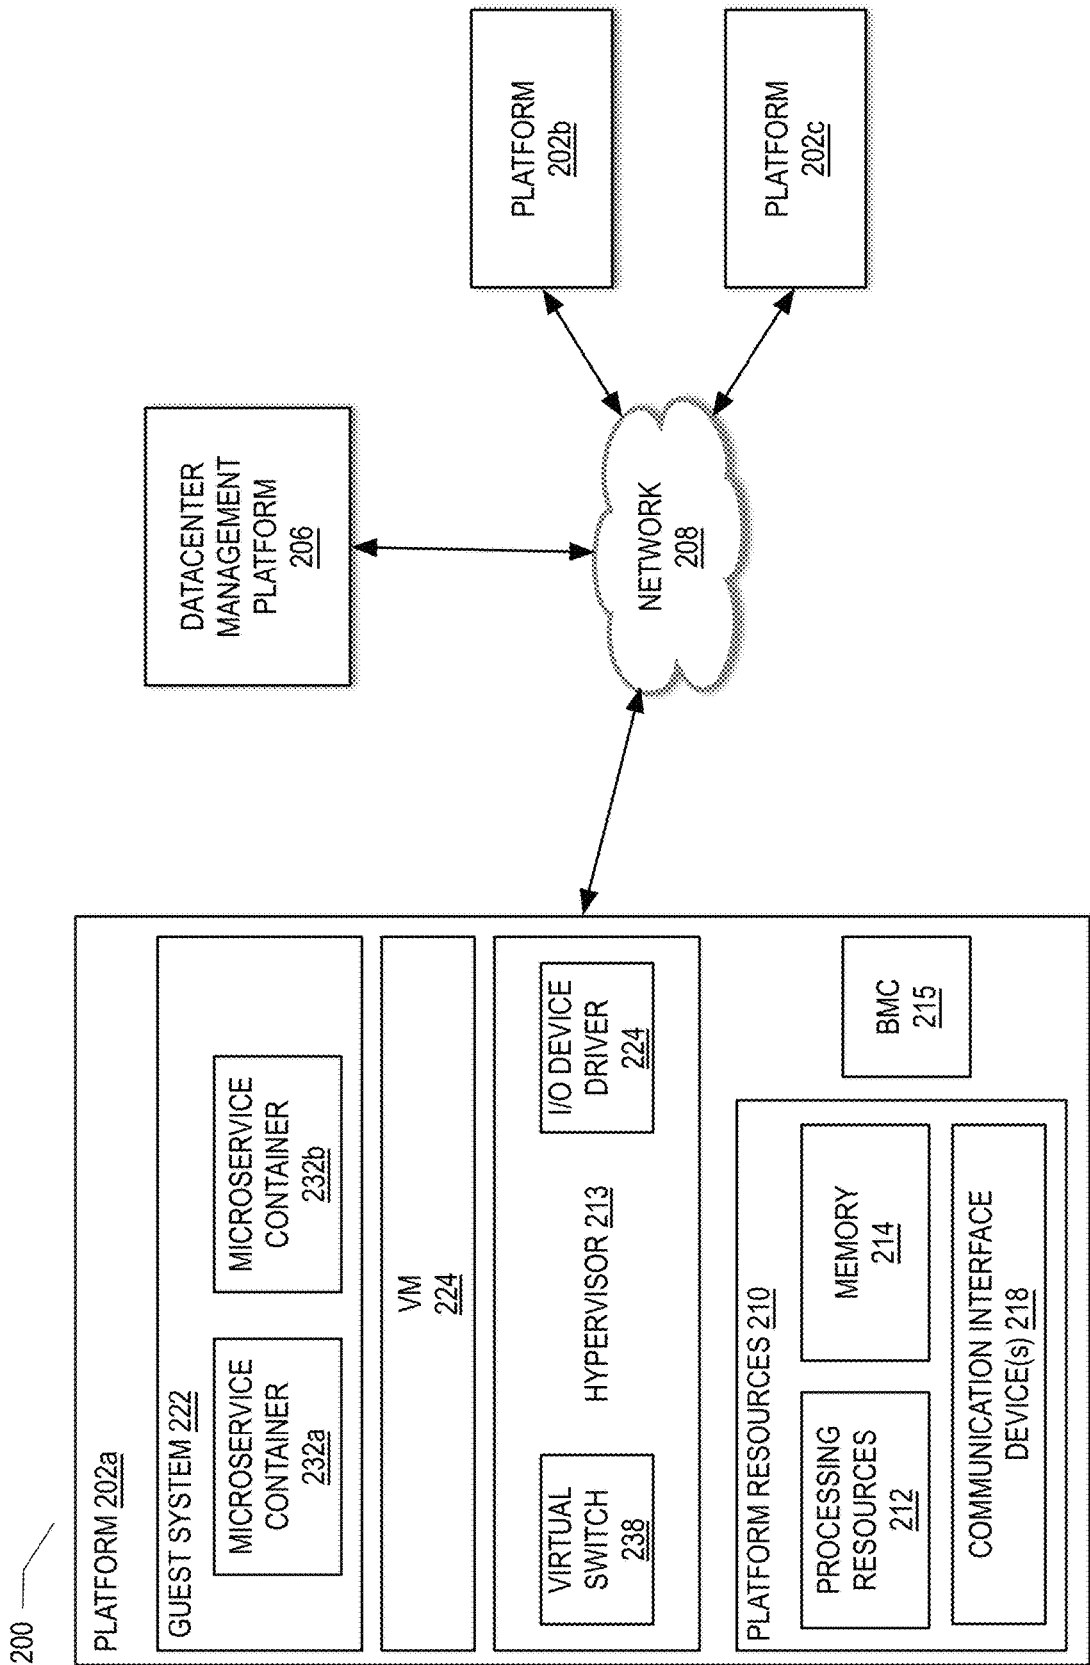 200
PLATFORM 202a
GUEST SYSTEM 222
MICROSERVICE
CONTAINER
232a
MICROSERVICE
CONTAINER
232b
VM
224
VIRTUAL
SWITCH
238
HYPERVISOR 213
I/O DEVICE
DRIVER
224
PLATFORM RESOURCES 210
PROCESSING
RESOURCES
212
MEMORY
214
COMMUNICATION INTERFACE
DEVICE(s) 218
BMC
215
DATACENTER
MANAGEMENT
PLATFORM
206
NETWORK
208
PLATFORM
202b
PLATFORM
202c